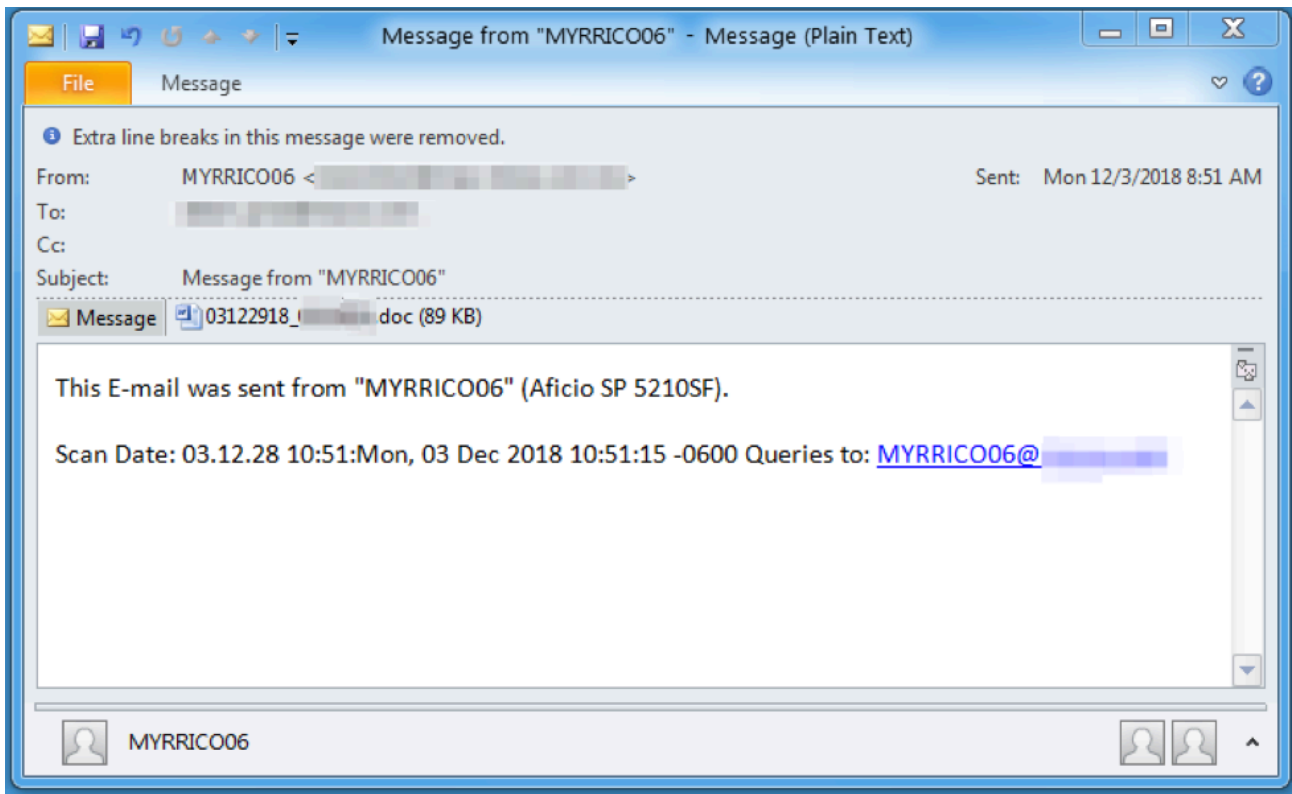 Message from "MYRRICO06" - Message (Plain Text)
File Message
Extra line breaks in this message were removed.
From: MYRRICO06 < > Sent: Mon 12/3/2018 8:51 AM
To:
Cc:
Subject: Message from "MYRRICO06"
Message 03122918_ .doc (89 KB)
This E-mail was sent from "MYRRICO06" (Aficio SP 5210SF).
Scan Date: 03.12.28 10:51:Mon, 03 Dec 2018 10:51:15 -0600 Queries to: MYRRICO06@
MYRRICO06